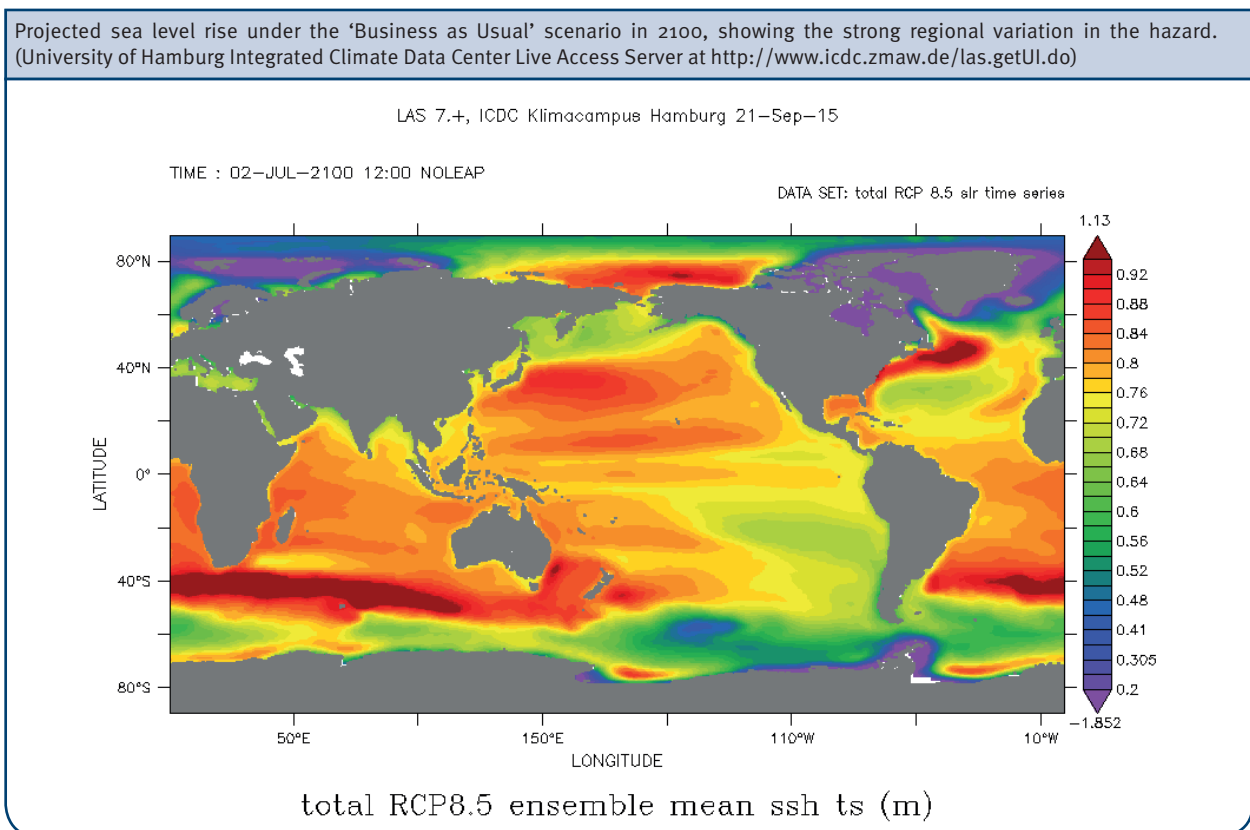 Projected sea level rise under the ‘Business as Usual’ scenario in 2100, showing the strong regional variation in the hazard.
(University of Hamburg Integrated Climate Data Center Live Access Server at http://www.icdc.zmaw.de/las.getUI.do)
LAS 7.+, ICDC Klimacampus Hamburg 21-Sep-15
TIME : 02-JUL-2100 12:00 NOLEAP
DATA SET: total RCP 8.5 slr time series
1.13
0.92
0.88
0.84
0.8
0.76
0.72
0.68
0.64
0.6
0.56
0.52
0.48
0.41
0.305
0.2
-1.852
LATITUDE
80°N
40°N
0°
40°S
80°S
50°E
150°E
110°W
10°W
LONGITUDE
total RCP8.5 ensemble mean ssh ts (m)